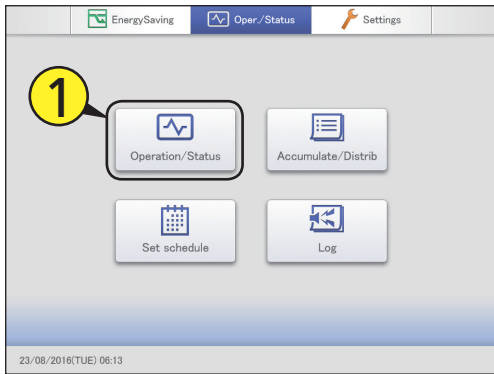 EnergySaving
Oper./Status
Settings
1
Operation/Status
Accumulate/Distrib
Set schedule
Log
23/08/2016(TUE) 06:13